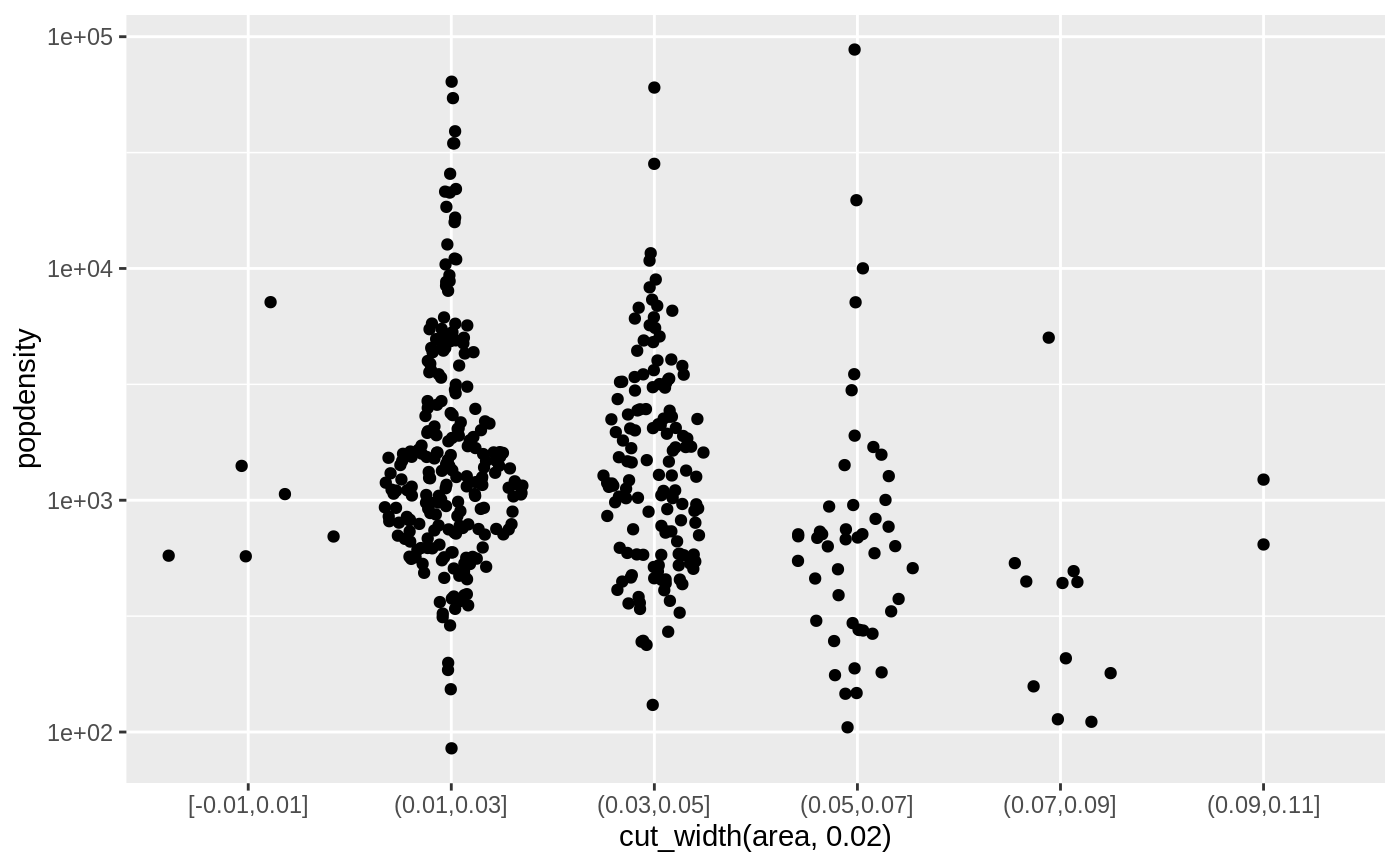 1e+05
1e+04
1e+03
1e+02
popdensity
[-0.01,0.01]
(0.01,0.03]
(0.03,0.05]
(0.05,0.07]
(0.07,0.09]
(0.09,0.11]
cut_width(area, 0.02)